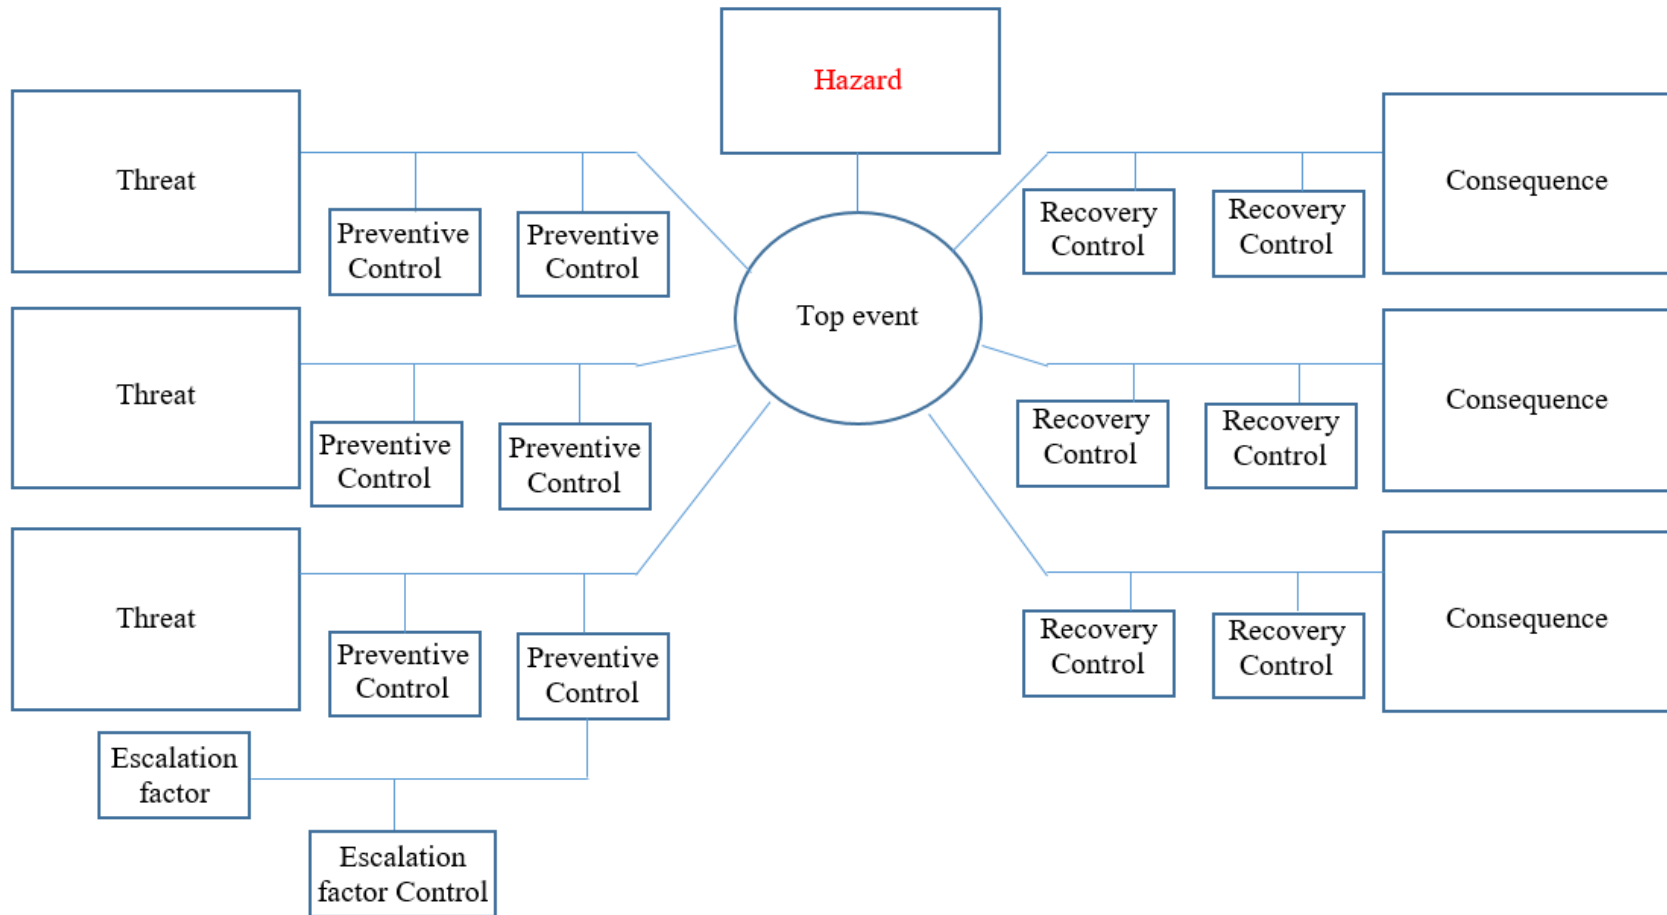 Hazard
Threat
Preventive
Control
Preventive
Control
Recovery
Control
Recovery
Control
Consequence
Top event
Threat
Preventive
Control
Preventive
Control
Recovery
Control
Recovery
Control
Consequence
Threat
Preventive
Control
Preventive
Control
Recovery
Control
Recovery
Control
Consequence
Escalation
factor
Escalation
factor Control